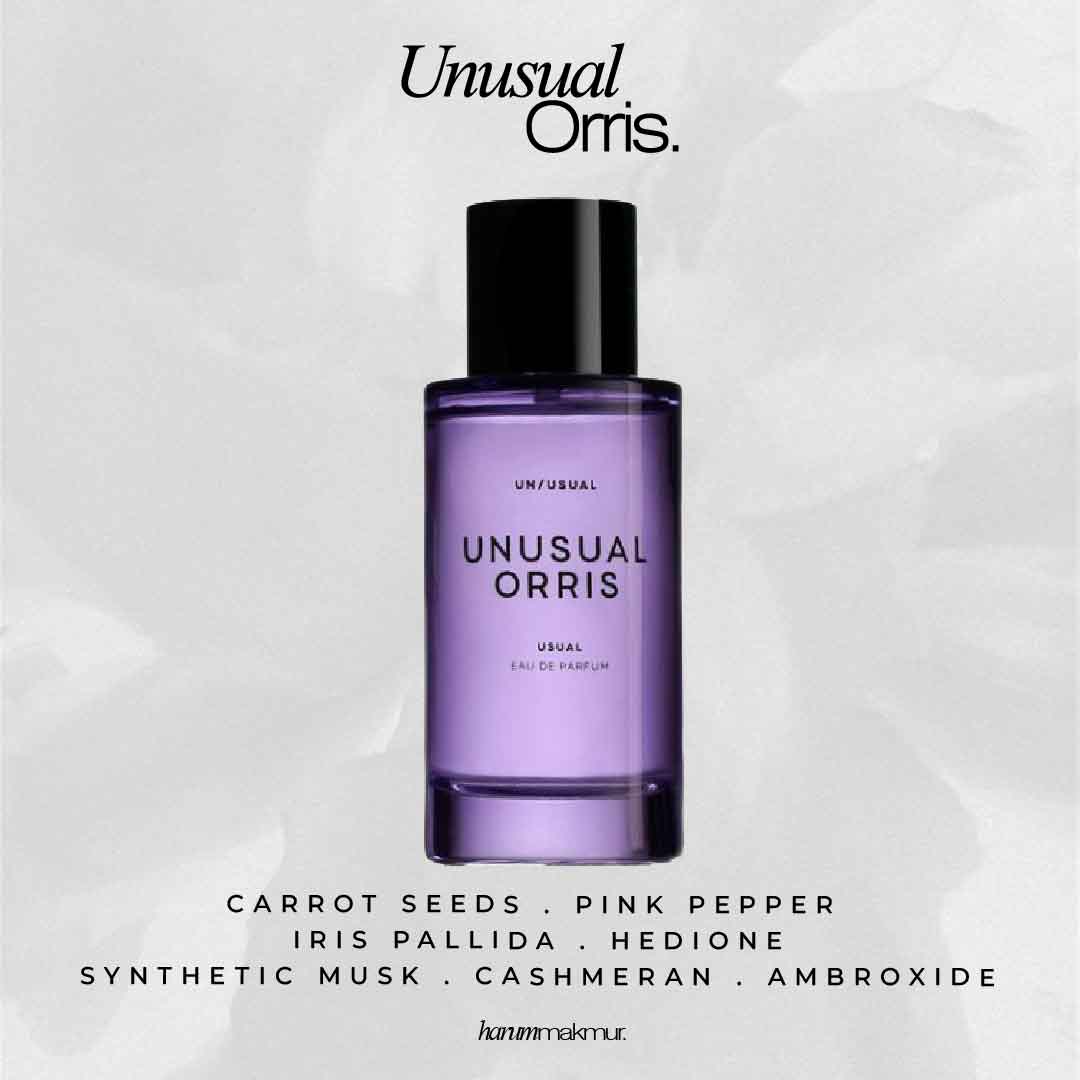 Unusual
Orris.
UN/USUAL
UNUSUAL
ORRIS
USUAL
EAU DE PARFUM
CARROT SEEDS . PINK PEPPER
IRIS PALLIDA . HEDIONE
SYNTHETIC MUSK . CASHMERAN . AMBROXIDE
harummakmur.